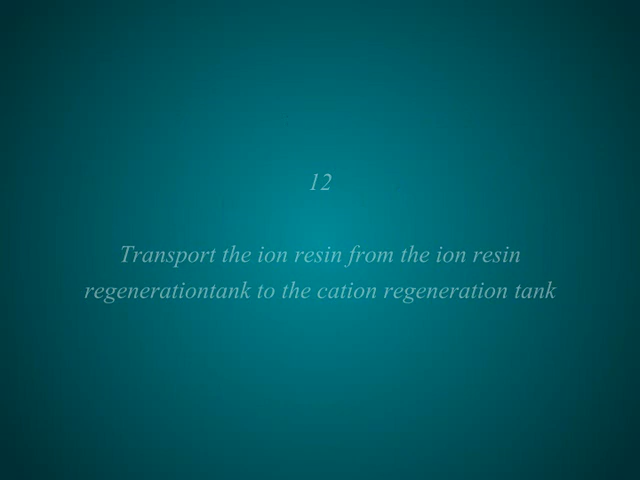 12
Transport the ion resin from the ion resin
regenerationtank to the cation regeneration tank